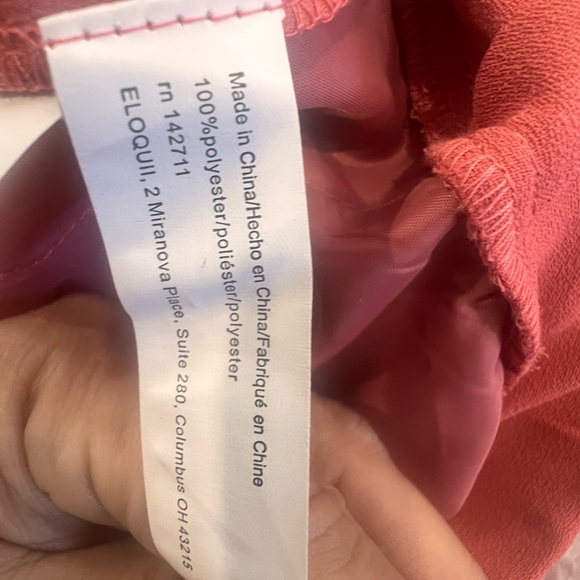 Made in China/Hecho en China/Fabriqué en Chine
100%polyester/poliéster/polyester
rn 142711
ELOQUII, 2 Miranova Place, Suite 280, Columbus OH 43215